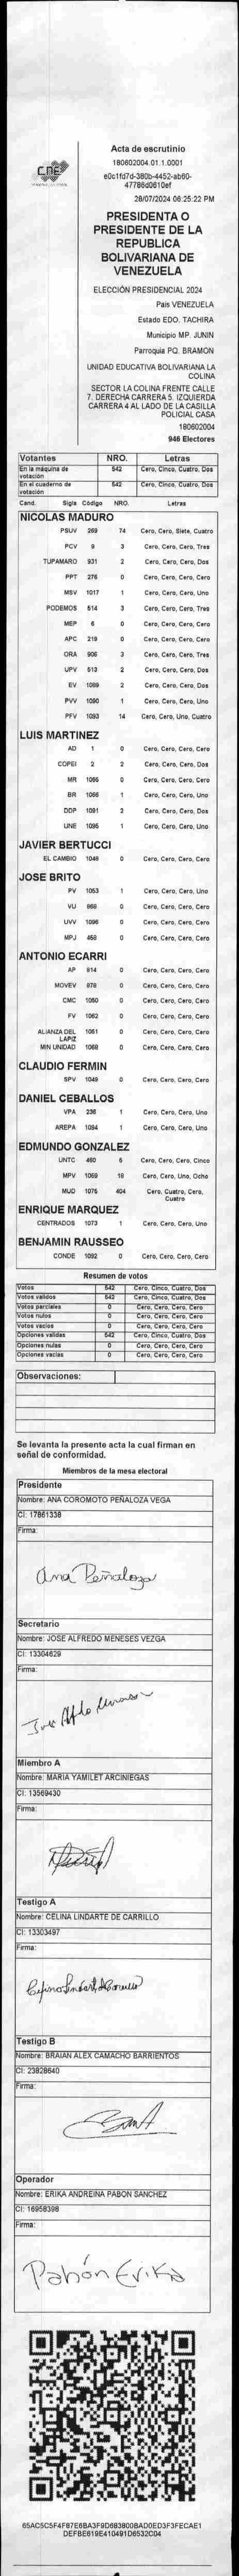 CNE
Acta de escrutinio
180602004.01.1.0001
e0c1fd7d-380b-4452-ab60-
47786d0610ef
28/07/2024 06:25:22 PM
PRESIDENTA O
PRESIDENTE DE LA
REPUBLICA
BOLIVARIANA DE
VENEZUELA
ELECCIÓN PRESIDENCIAL 2024
Pais VENEZUELA
Estado EDO. TACHIRA
Municipio MP. JUNIN
Parroquia PQ. BRAMON
UNIDAD EDUCATIVA BOLIVARIANA LA
COLINA
SECTOR LA COLINA FRENTE CALLE
7. DERECHA CARRERA 5. IZQUIERDA
CARRERA 4 AL LADO DE LA CASILLA
POLICIAL CASA
180602004
946 Electores
Votantes NRO. Letras
En la máquina de votación 542 Cero, Cinco, Cuatro, Dos
En el cuaderno de votación 542 Cero, Cinco, Cuatro, Dos
Cand. Sigla Código NRO. Letras
NICOLAS MADURO
PSUV 269 74 Cero, Cero, Siete, Cuatro
PCV 9 3 Cero, Cero, Cero, Tres
TUPAMARO 931 2 Cero, Cero, Cero, Dos
PPT 276 0 Cero, Cero, Cero, Cero
MSV 1017 1 Cero, Cero, Cero, Uno
PODEMOS 514 3 Cero, Cero, Cero, Tres
MEP 6 0 Cero, Cero, Cero, Cero
APC 219 0 Cero, Cero, Cero, Cero
ORA 906 3 Cero, Cero, Cero, Tres
UPV 513 2 Cero, Cero, Cero, Dos
EV 1089 2 Cero, Cero, Cero, Dos
PVV 1090 1 Cero, Cero, Cero, Uno
PFV 1093 14 Cero, Cero, Uno, Cuatro
LUIS MARTINEZ
AD 1 0 Cero, Cero, Cero, Cero
COPEI 2 2 Cero, Cero, Cero, Dos
MR 1066 0 Cero, Cero, Cero, Cero
BR 1065 1 Cero, Cero, Cero, Uno
DDP 1091 2 Cero, Cero, Cero, Dos
UNE 1095 1 Cero, Cero, Cero, Uno
JAVIER BERTUCCI
EL CAMBIO 1048 0 Cero, Cero, Cero, Cero
JOSE BRITO
PV 1053 1 Cero, Cero, Cero, Uno
VU 868 0 Cero, Cero, Cero, Cero
UVV 1096 0 Cero, Cero, Cero, Cero
MPJ 458 0 Cero, Cero, Cero, Cero
ANTONIO ECARRI
AP 814 0 Cero, Cero, Cero, Cero
MOVEV 878 0 Cero, Cero, Cero, Cero
CMC 1050 0 Cero, Cero, Cero, Cero
FV 1062 0 Cero, Cero, Cero, Cero
ALIANZA DEL LAPIZ 1051 0 Cero, Cero, Cero, Cero
MIN UNIDAD 1068 0 Cero, Cero, Cero, Cero
CLAUDIO FERMIN
SPV 1049 0 Cero, Cero, Cero, Cero
DANIEL CEBALLOS
VPA 236 1 Cero, Cero, Cero, Uno
AREPA 1094 1 Cero, Cero, Cero, Uno
EDMUNDO GONZALEZ
UNTC 460 5 Cero, Cero, Cero, Cinco
MPV 1069 18 Cero, Cero, Uno, Ocho
MUD 1075 404 Cero, Cuatro, Cero, Cuatro
ENRIQUE MARQUEZ
CENTRADOS 1073 1 Cero, Cero, Cero, Uno
BENJAMIN RAUSSEO
CONDE 1092 0 Cero, Cero, Cero, Cero
Resumen de votos
Votos 542 Cero, Cinco, Cuatro, Dos
Votos validos 542 Cero, Cinco, Cuatro, Dos
Votos parciales 0 Cero, Cero, Cero, Cero
Votos nulos 0 Cero, Cero, Cero, Cero
Votos vacios 0 Cero, Cero, Cero, Cero
Opciones validas 542 Cero, Cinco, Cuatro, Dos
Opciones nulas 0 Cero, Cero, Cero, Cero
Opciones vacias 0 Cero, Cero, Cero, Cero
Observaciones:
Se levanta la presente acta la cual firman en
señal de conformidad.
Miembros de la mesa electoral
Presidente
Nombre: ANA COROMOTO PEÑALOZA VEGA
CI: 17861338
Firma:
Ana Peñaloza
Secretario
Nombre: JOSE ALFREDO MENESES VEZGA
CI: 13304629
Firma:
Miembro A
Nombre: MARIA YAMILET ARCINIEGAS
CI: 13569430
Firma:
Testigo A
Nombre: CELINA LINDARTE DE CARRILLO
CI: 13303497
Firma:
Testigo B
Nombre: BRAIAN ALEX CAMACHO BARRIENTOS
CI: 23828640
Firma:
Operador
Nombre: ERIKA ANDREINA PABON SANCHEZ
CI: 16958398
Firma:
Pabón Erika
65AC5C5F4F87E6BA3F9D683800BAD0ED3F3FECAE1
DEFBE619E410491D6532C04